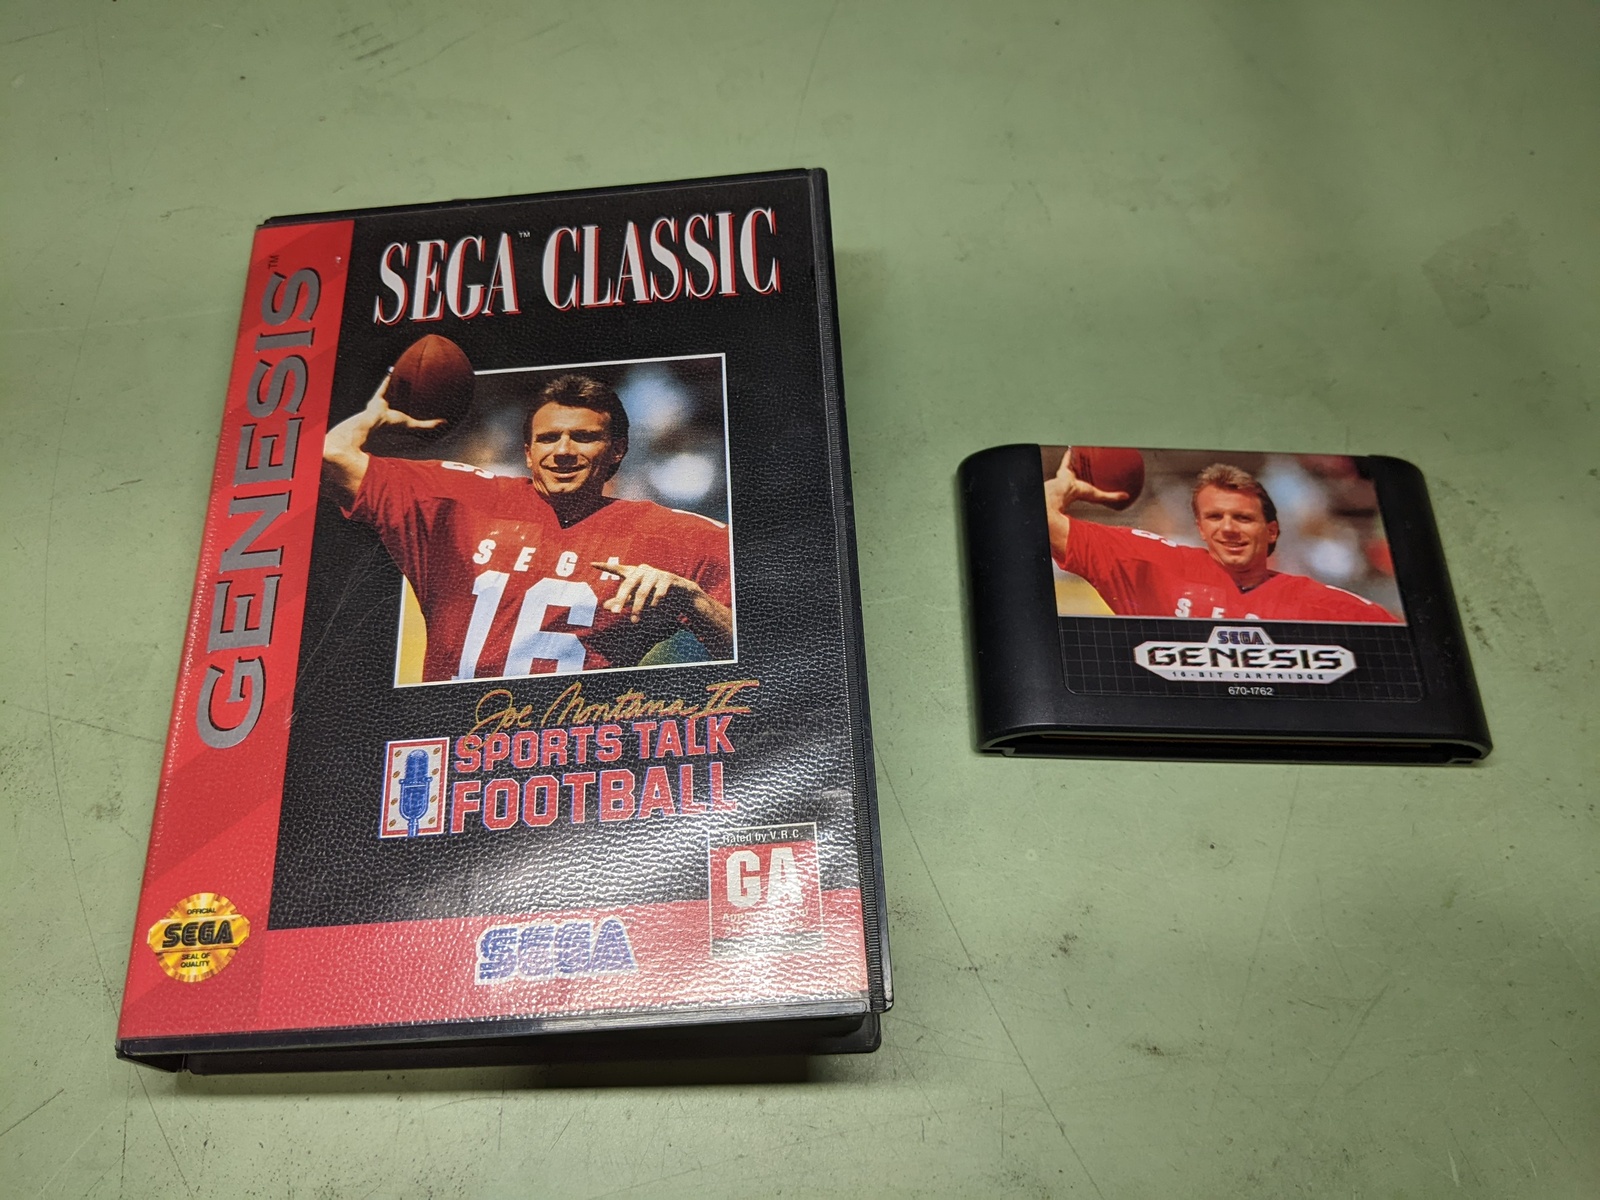 SEGA™ CLASSIC
GENESIS™
16
SEGA
16
Joe Montana II
SPORTS TALK
FOOTBALL
Rated by V.R.C.
GA
OFFICIAL
SEGA
SEAL OF
QUALITY
SEGA
SEGA
GENESIS
16-BIT CARTRIDGE
670-1762